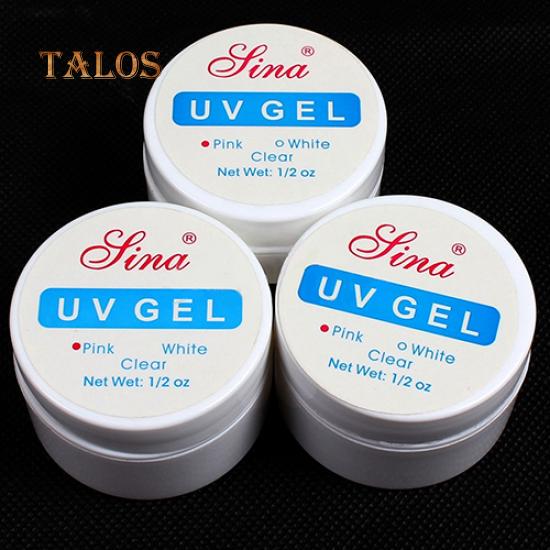 TALOS
Sina®
UV GEL
Pink White
Clear
Net Wet: 1/2 oz
Sina®
UV GEL
Pink White
Clear
Net Wet: 1/2 oz
Sina®
UV GEL
Pink White
Clear
Net Wet: 1/2 oz